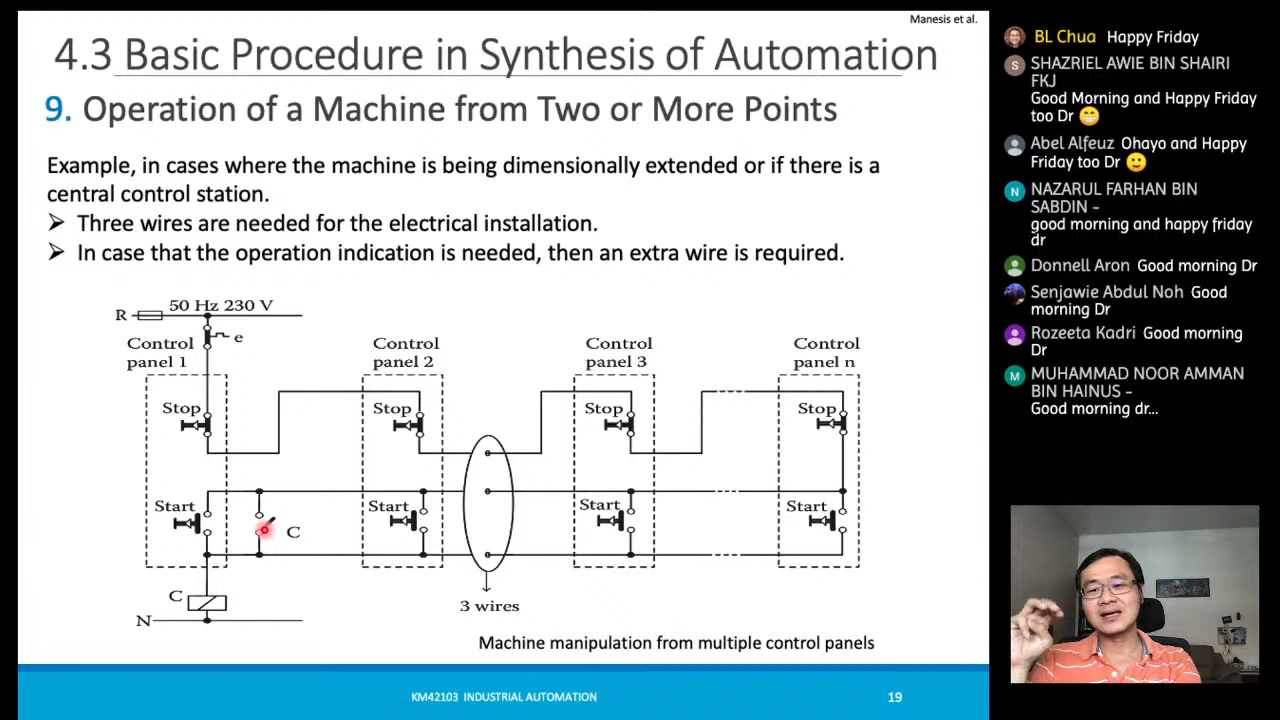 Manesis et al.
4.3 Basic Procedure in Synthesis of Automation
9. Operation of a Machine from Two or More Points
Example, in cases where the machine is being dimensionally extended or if there is a
central control station.
Three wires are needed for the electrical installation.
In case that the operation indication is needed, then an extra wire is required.
R
50 Hz 230 V
e
Control
panel 1
Control
panel 2
Control
panel 3
Control
panel n
Stop
Stop
Stop
Stop
Start
C
Start
Start
Start
C
N
3 wires
Machine manipulation from multiple control panels
KM42103 INDUSTRIAL AUTOMATION
19
BL Chua Happy Friday
S
SHAZRIEL AWIE BIN SHAIRI
FKJ
Good Morning and Happy Friday
too Dr 😁
Abel Alfeuz Ohayo and Happy
Friday too Dr 🙂
N
NAZARUL FARHAN BIN
SABDIN -
good morning and happy friday
dr
Donnell Aron Good morning Dr
Senjawie Abdul Noh Good
morning Dr
Rozeeta Kadri Good morning
Dr
M
MUHAMMAD NOOR AMMAN
BIN HAINUS -
Good morning dr...